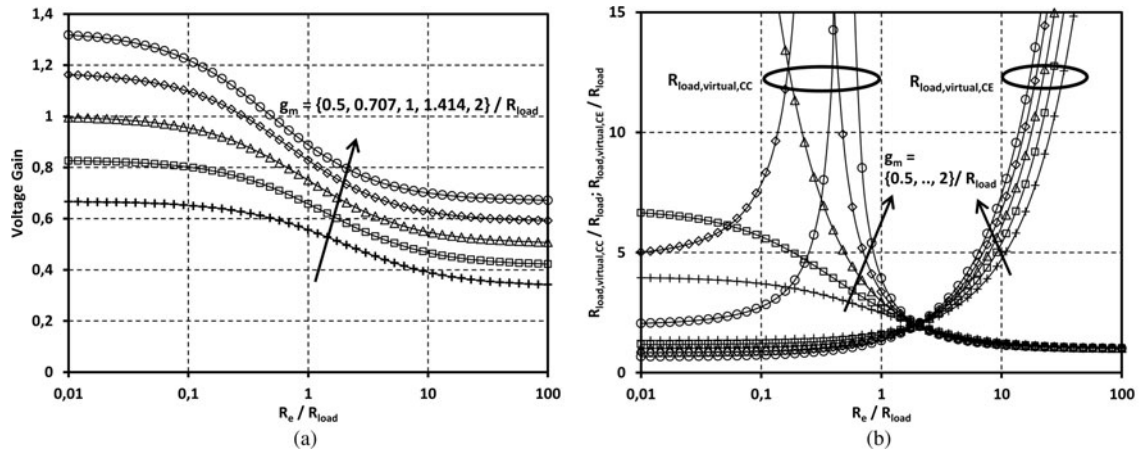 1,4
1,2
1
0,8
0,6
0,4
0,2
0
Voltage Gain
g_m = {0.5, 0.707, 1, 1.414, 2} / R_load
0,01
0,1
1
10
100
R_e / R_load
(a)
15
10
5
0
R_load,virtual,CC / R_load; R_load,virtual,CE / R_load
R_load,virtual,CC
R_load,virtual,CE
g_m =
{0.5, .., 2}/ R_load
0,01
0,1
1
10
100
R_e / R_load
(b)